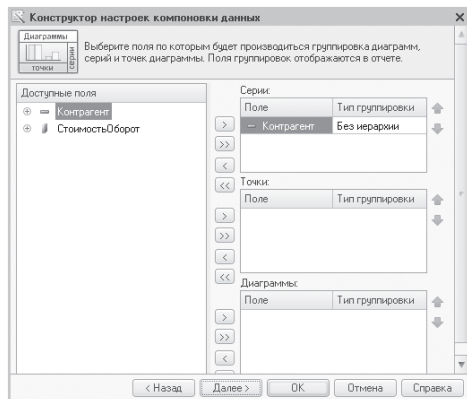 Конструктор настроек компоновки данных
Диаграммы
серии
точки
Выберите поля по которым будет производиться группировка диаграмм,
серий и точек диаграммы. Поля группировок отображаются в отчете.
Доступные поля
Контрагент
СтоимостьОборот
Серии:
Поле Тип группировки
Контрагент Без иерархии
>
>>
<
<<
Точки:
Поле Тип группировки
>
>>
<
<<
Диаграммы:
Поле Тип группировки
>
>>
<
< Назад Далее > OK Отмена Справка